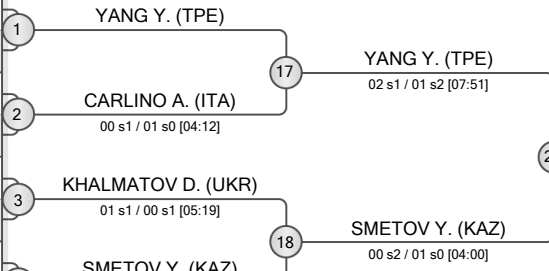 1
YANG Y. (TPE)
17
YANG Y. (TPE)
02 s1 / 01 s2 [07:51]
2
CARLINO A. (ITA)
00 s1 / 01 s0 [04:12]
3
KHALMATOV D. (UKR)
01 s1 / 00 s1 [05:19]
18
SMETOV Y. (KAZ)
00 s2 / 01 s0 [04:00]
SMETOV Y. (KAZ)